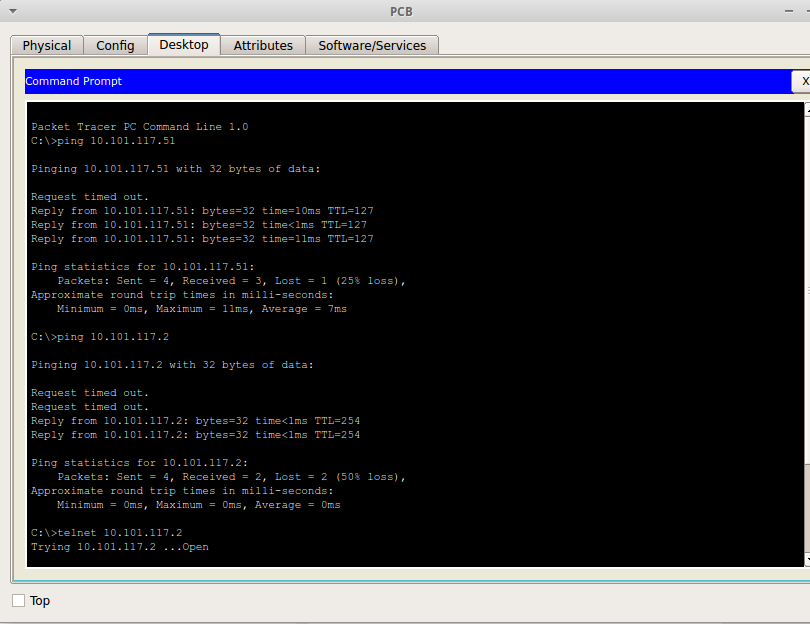 PCB
Physical Config Desktop Attributes Software/Services
Command Prompt X
Packet Tracer PC Command Line 1.0
C:\>ping 10.101.117.51
Pinging 10.101.117.51 with 32 bytes of data:
Request timed out.
Reply from 10.101.117.51: bytes=32 time=10ms TTL=127
Reply from 10.101.117.51: bytes=32 time<1ms TTL=127
Reply from 10.101.117.51: bytes=32 time=11ms TTL=127
Ping statistics for 10.101.117.51:
    Packets: Sent = 4, Received = 3, Lost = 1 (25% loss),
Approximate round trip times in milli-seconds:
    Minimum = 0ms, Maximum = 11ms, Average = 7ms
C:\>ping 10.101.117.2
Pinging 10.101.117.2 with 32 bytes of data:
Request timed out.
Request timed out.
Reply from 10.101.117.2: bytes=32 time<1ms TTL=254
Reply from 10.101.117.2: bytes=32 time<1ms TTL=254
Ping statistics for 10.101.117.2:
    Packets: Sent = 4, Received = 2, Lost = 2 (50% loss),
Approximate round trip times in milli-seconds:
    Minimum = 0ms, Maximum = 0ms, Average = 0ms
C:\>telnet 10.101.117.2
Trying 10.101.117.2 ...Open
Top